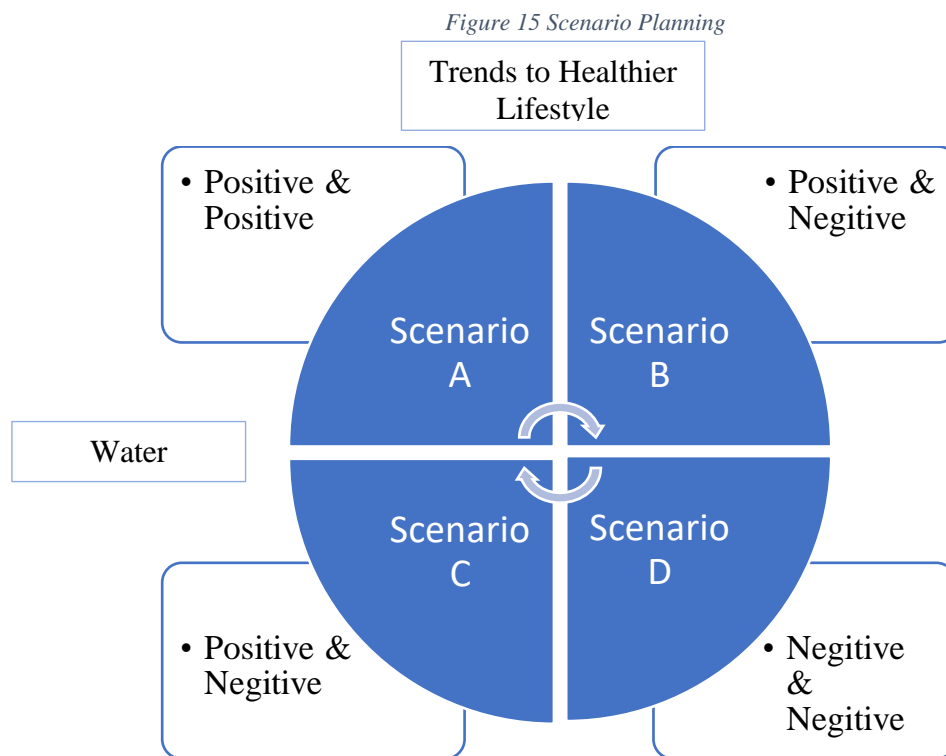 Figure 15 Scenario Planning
Trends to Healthier
Lifestyle
• Positive &
Positive
• Positive &
Negitive
Scenario
A
Scenario
B
Water
Scenario
C
Scenario
D
• Positive &
Negitive
• Negitive
&
Negitive